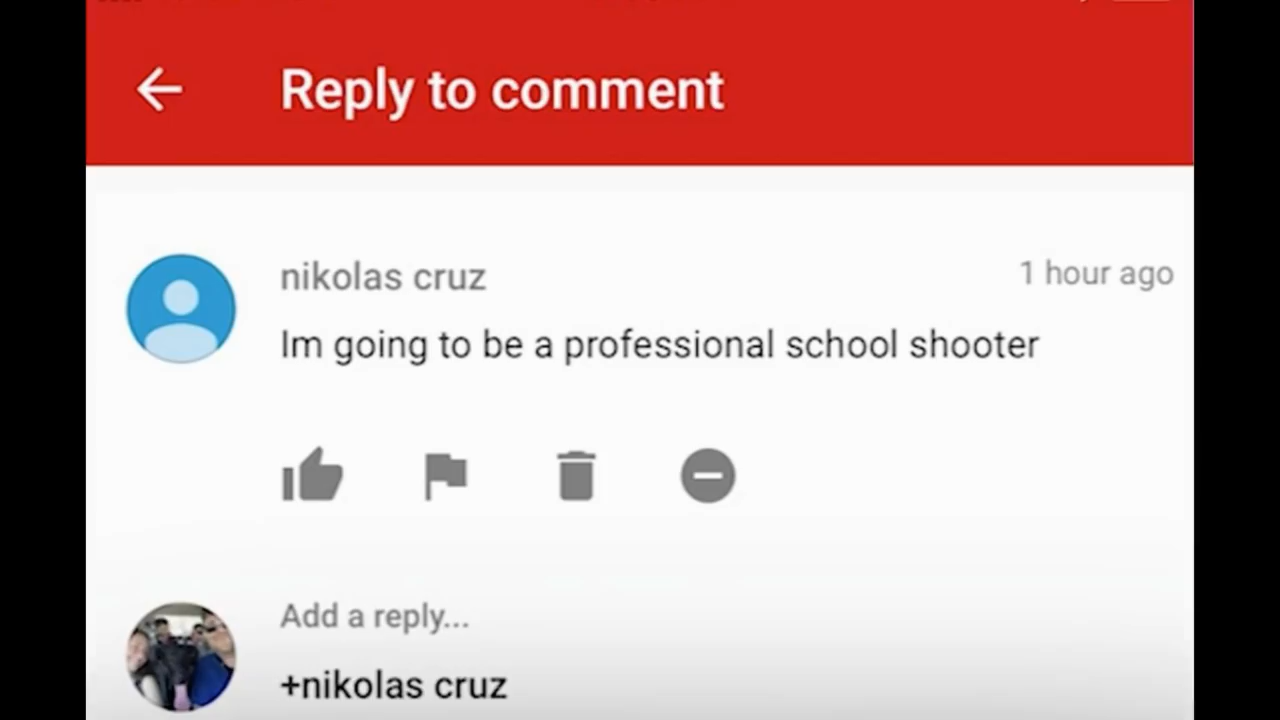 Reply to comment
nikolas cruz
1 hour ago
Im going to be a professional school shooter
Add a reply...
+nikolas cruz